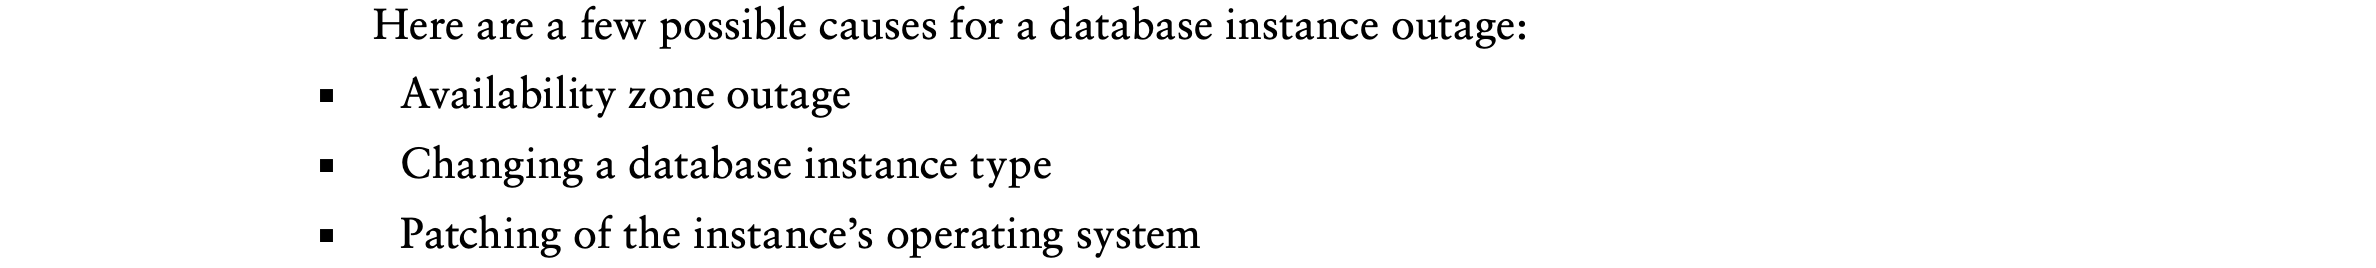 Here are a few possible causes for a database instance outage:
▪ Availability zone outage
▪ Changing a database instance type
▪ Patching of the instance’s operating system